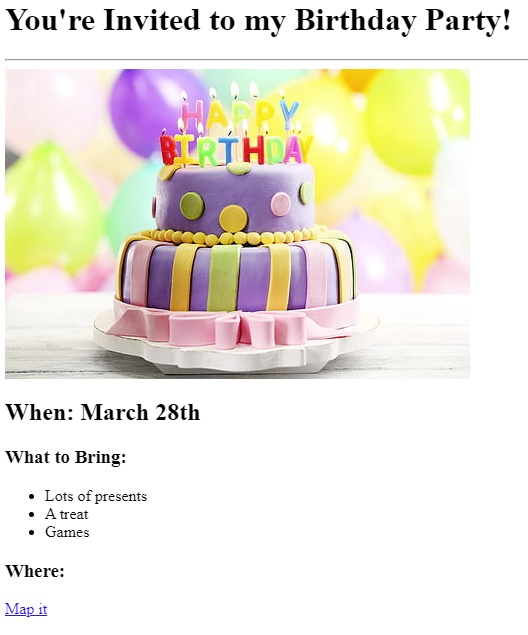 You're Invited to my Birthday Party!
HAPPY
BIRTHDAY
When: March 28th
What to Bring:
Lots of presents
A treat
Games
Where:
Map it